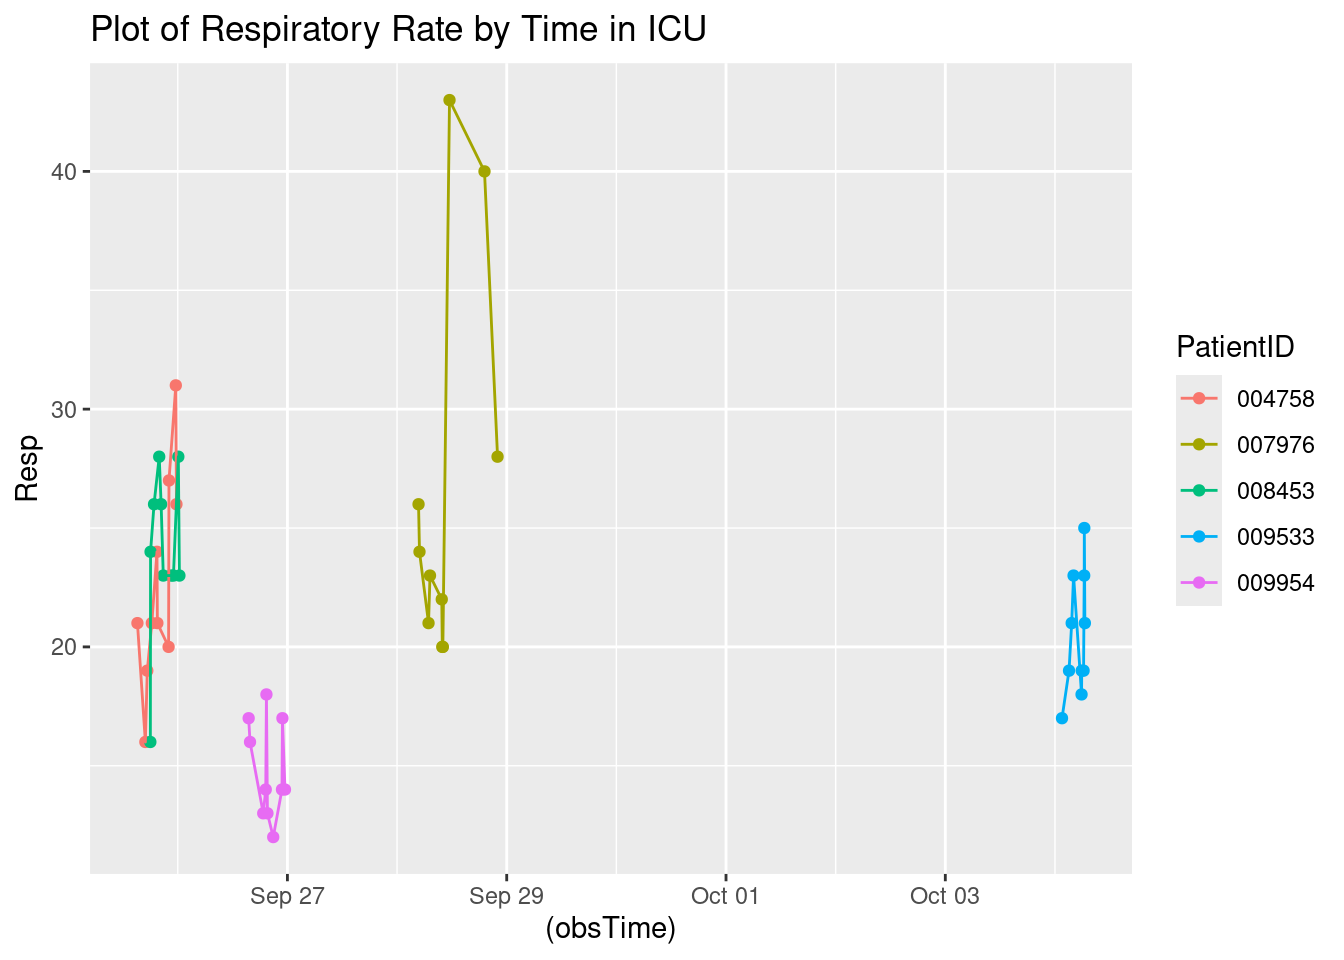 Plot of Respiratory Rate by Time in ICU
40
30
20
Resp
Sep 27
Sep 29
Oct 01
Oct 03
(obsTime)
PatientID
004758
007976
008453
009533
009954